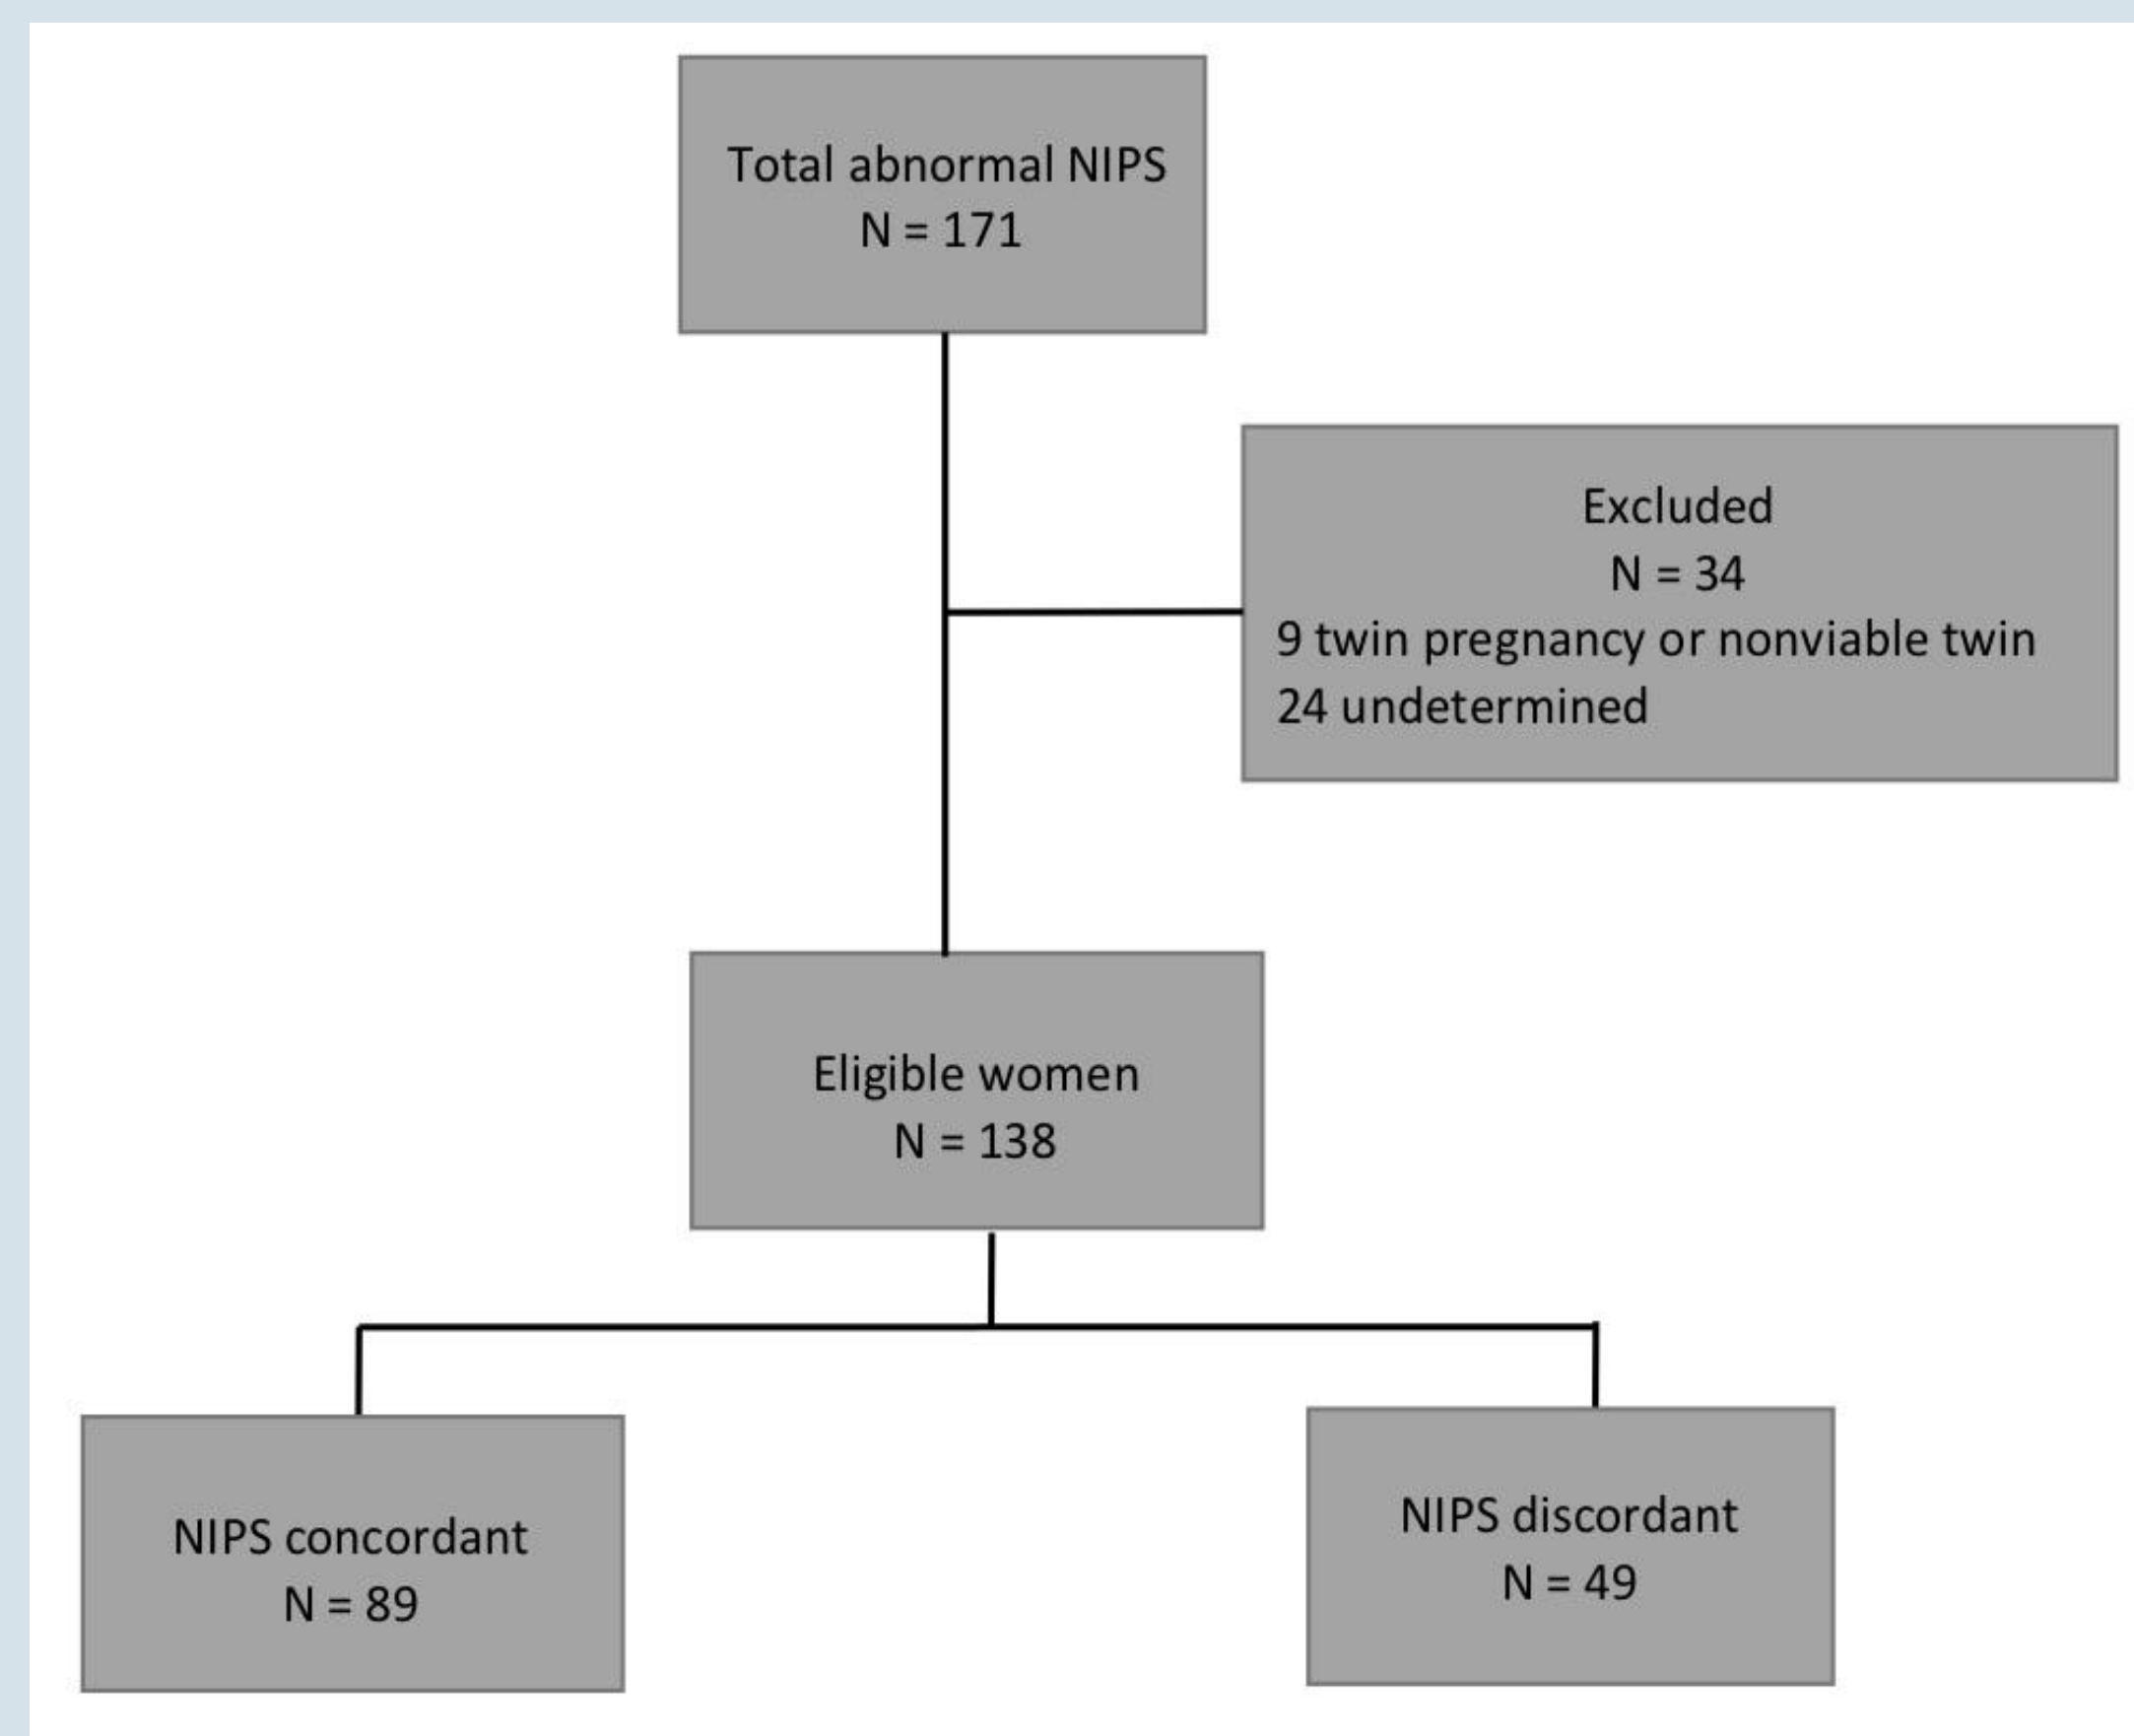 Total abnormal NIPS
N = 171
Excluded
N = 34
9 twin pregnancy or nonviable twin
24 undetermined
Eligible women
N = 138
NIPS concordant
N = 89
NIPS discordant
N = 49